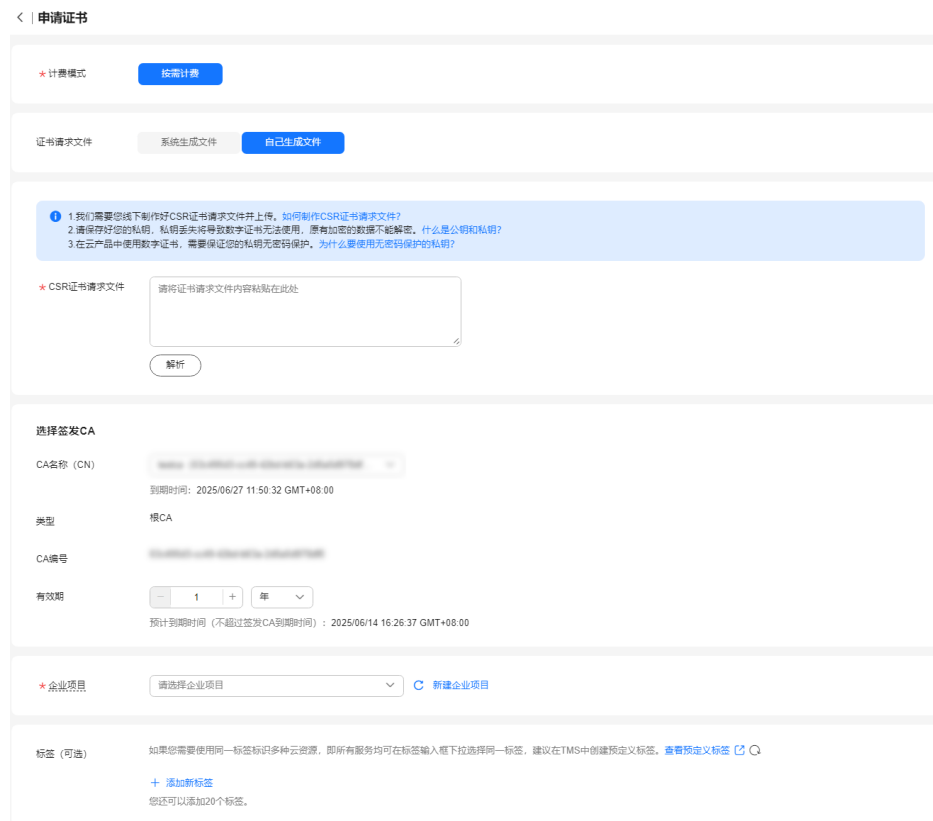 申请证书
* 计费模式 按需计费
证书请求文件 系统生成文件 自己生成文件
1.我们需要您线下制作好CSR证书请求文件并上传。如何制作CSR证书请求文件?
2.请保存好您的私钥，私钥丢失将导致数字证书无法使用，原有加密的数据不能解密。什么是公钥和私钥?
3.在云产品中使用数字证书，需要保证您的私钥无密码保护。为什么要使用无密码保护的私钥?
* CSR证书请求文件 请将证书请求文件内容粘贴在此处
解析
选择签发CA
CA名称（CN）
到期时间： 2025/06/27 11:50:32 GMT+08:00
类型 根CA
CA编号
有效期 1 年
预计到期时间（不超过签发CA到期时间）： 2025/06/14 16:26:37 GMT+08:00
* 企业项目 请选择企业项目 新建企业项目
标签（可选） 如果您需要使用同一标签标识多种云资源，即所有服务均可在标签输入框下拉选择同一标签，建议在TMS中创建预定义标签。查看预定义标签
+ 添加新标签
您还可以添加20个标签。